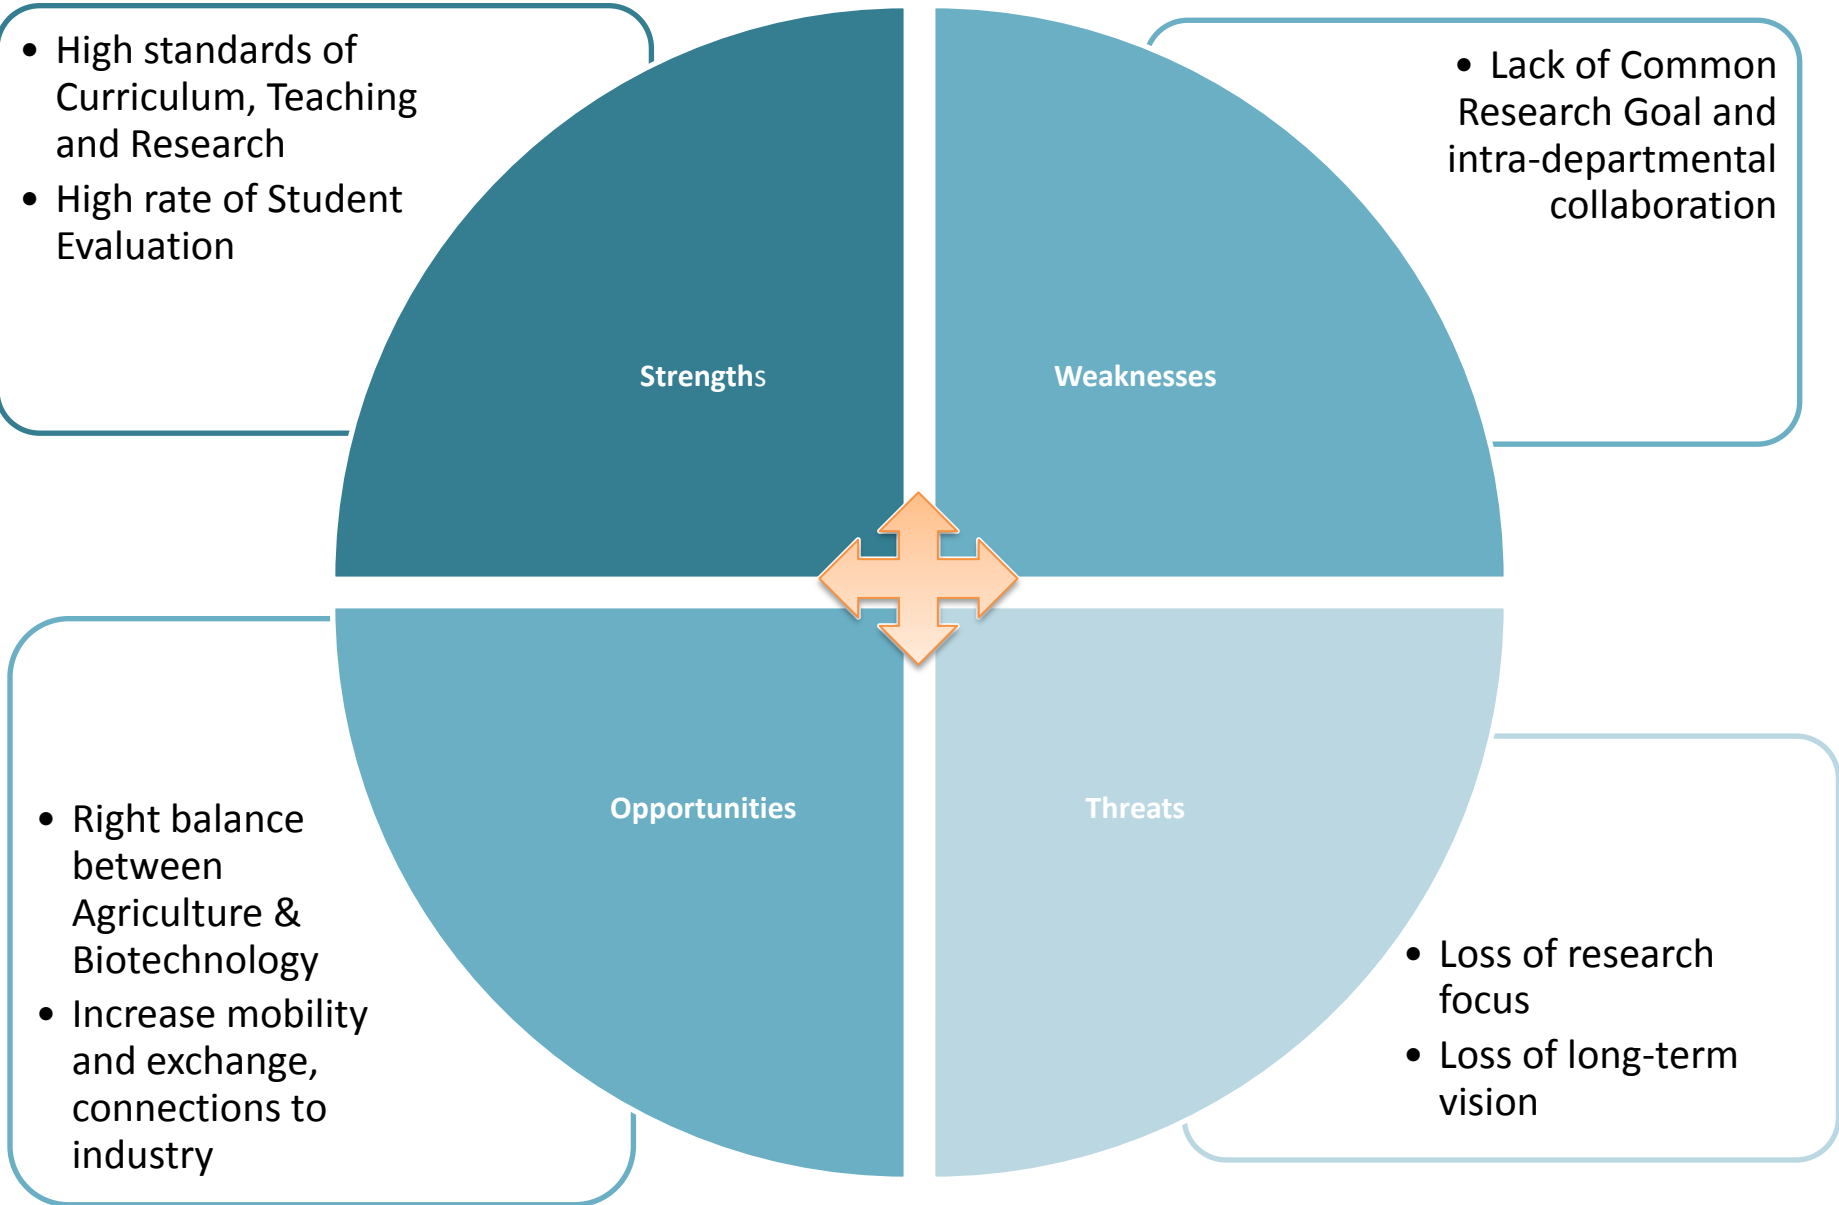 • High standards of
Curriculum, Teaching
and Research
• High rate of Student
Evaluation
Strengths
Weaknesses
• Lack of Common
Research Goal and
intra-departmental
collaboration
• Right balance
between
Agriculture &
Biotechnology
• Increase mobility
and exchange,
connections to
industry
Opportunities
Threats
• Loss of research
focus
• Loss of long-term
vision